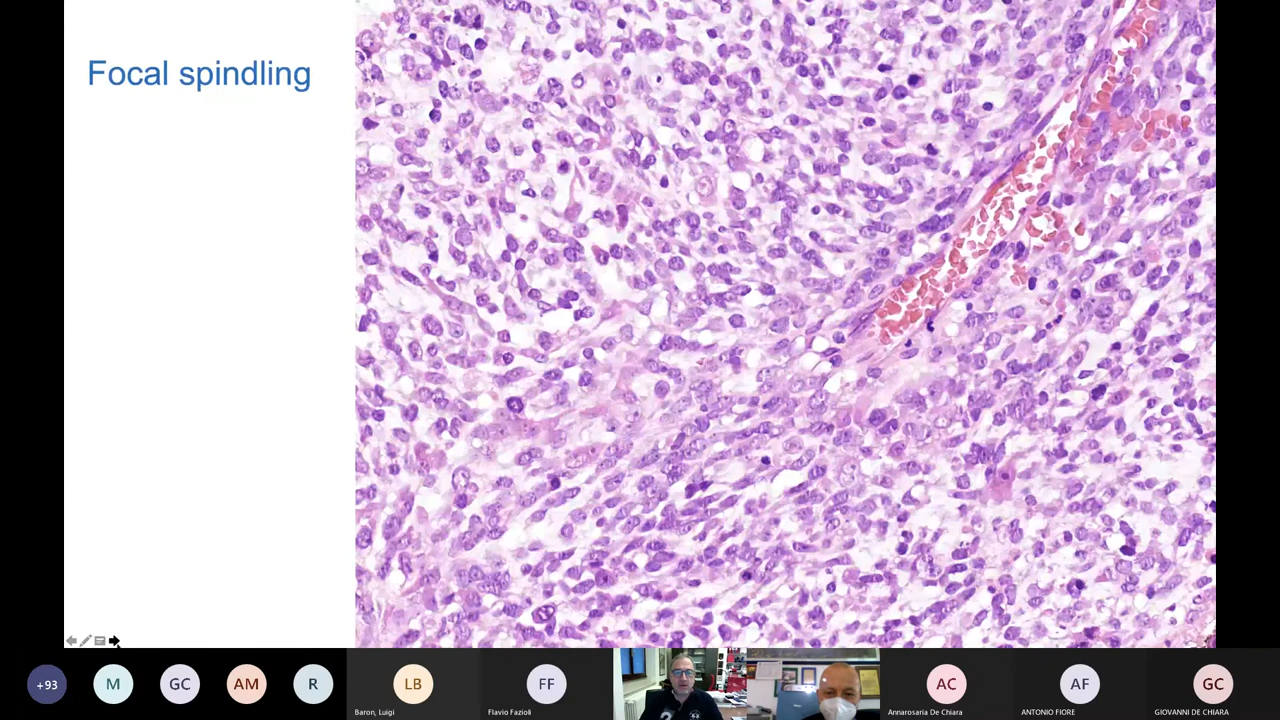 Focal spindling
+93
M
GC
AM
R
LB
FF
AC
AF
GC
Baron, Luigi
Flavio Fazioli
Annarosaria De Chiara
ANTONIO FIORE
GIOVANNI DE CHIARA